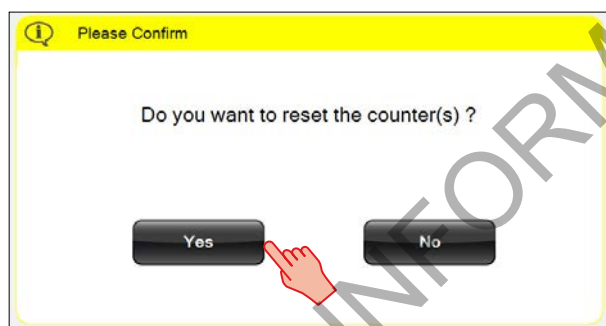 Please Confirm
Do you want to reset the counter(s) ?
Yes
No
INFORM